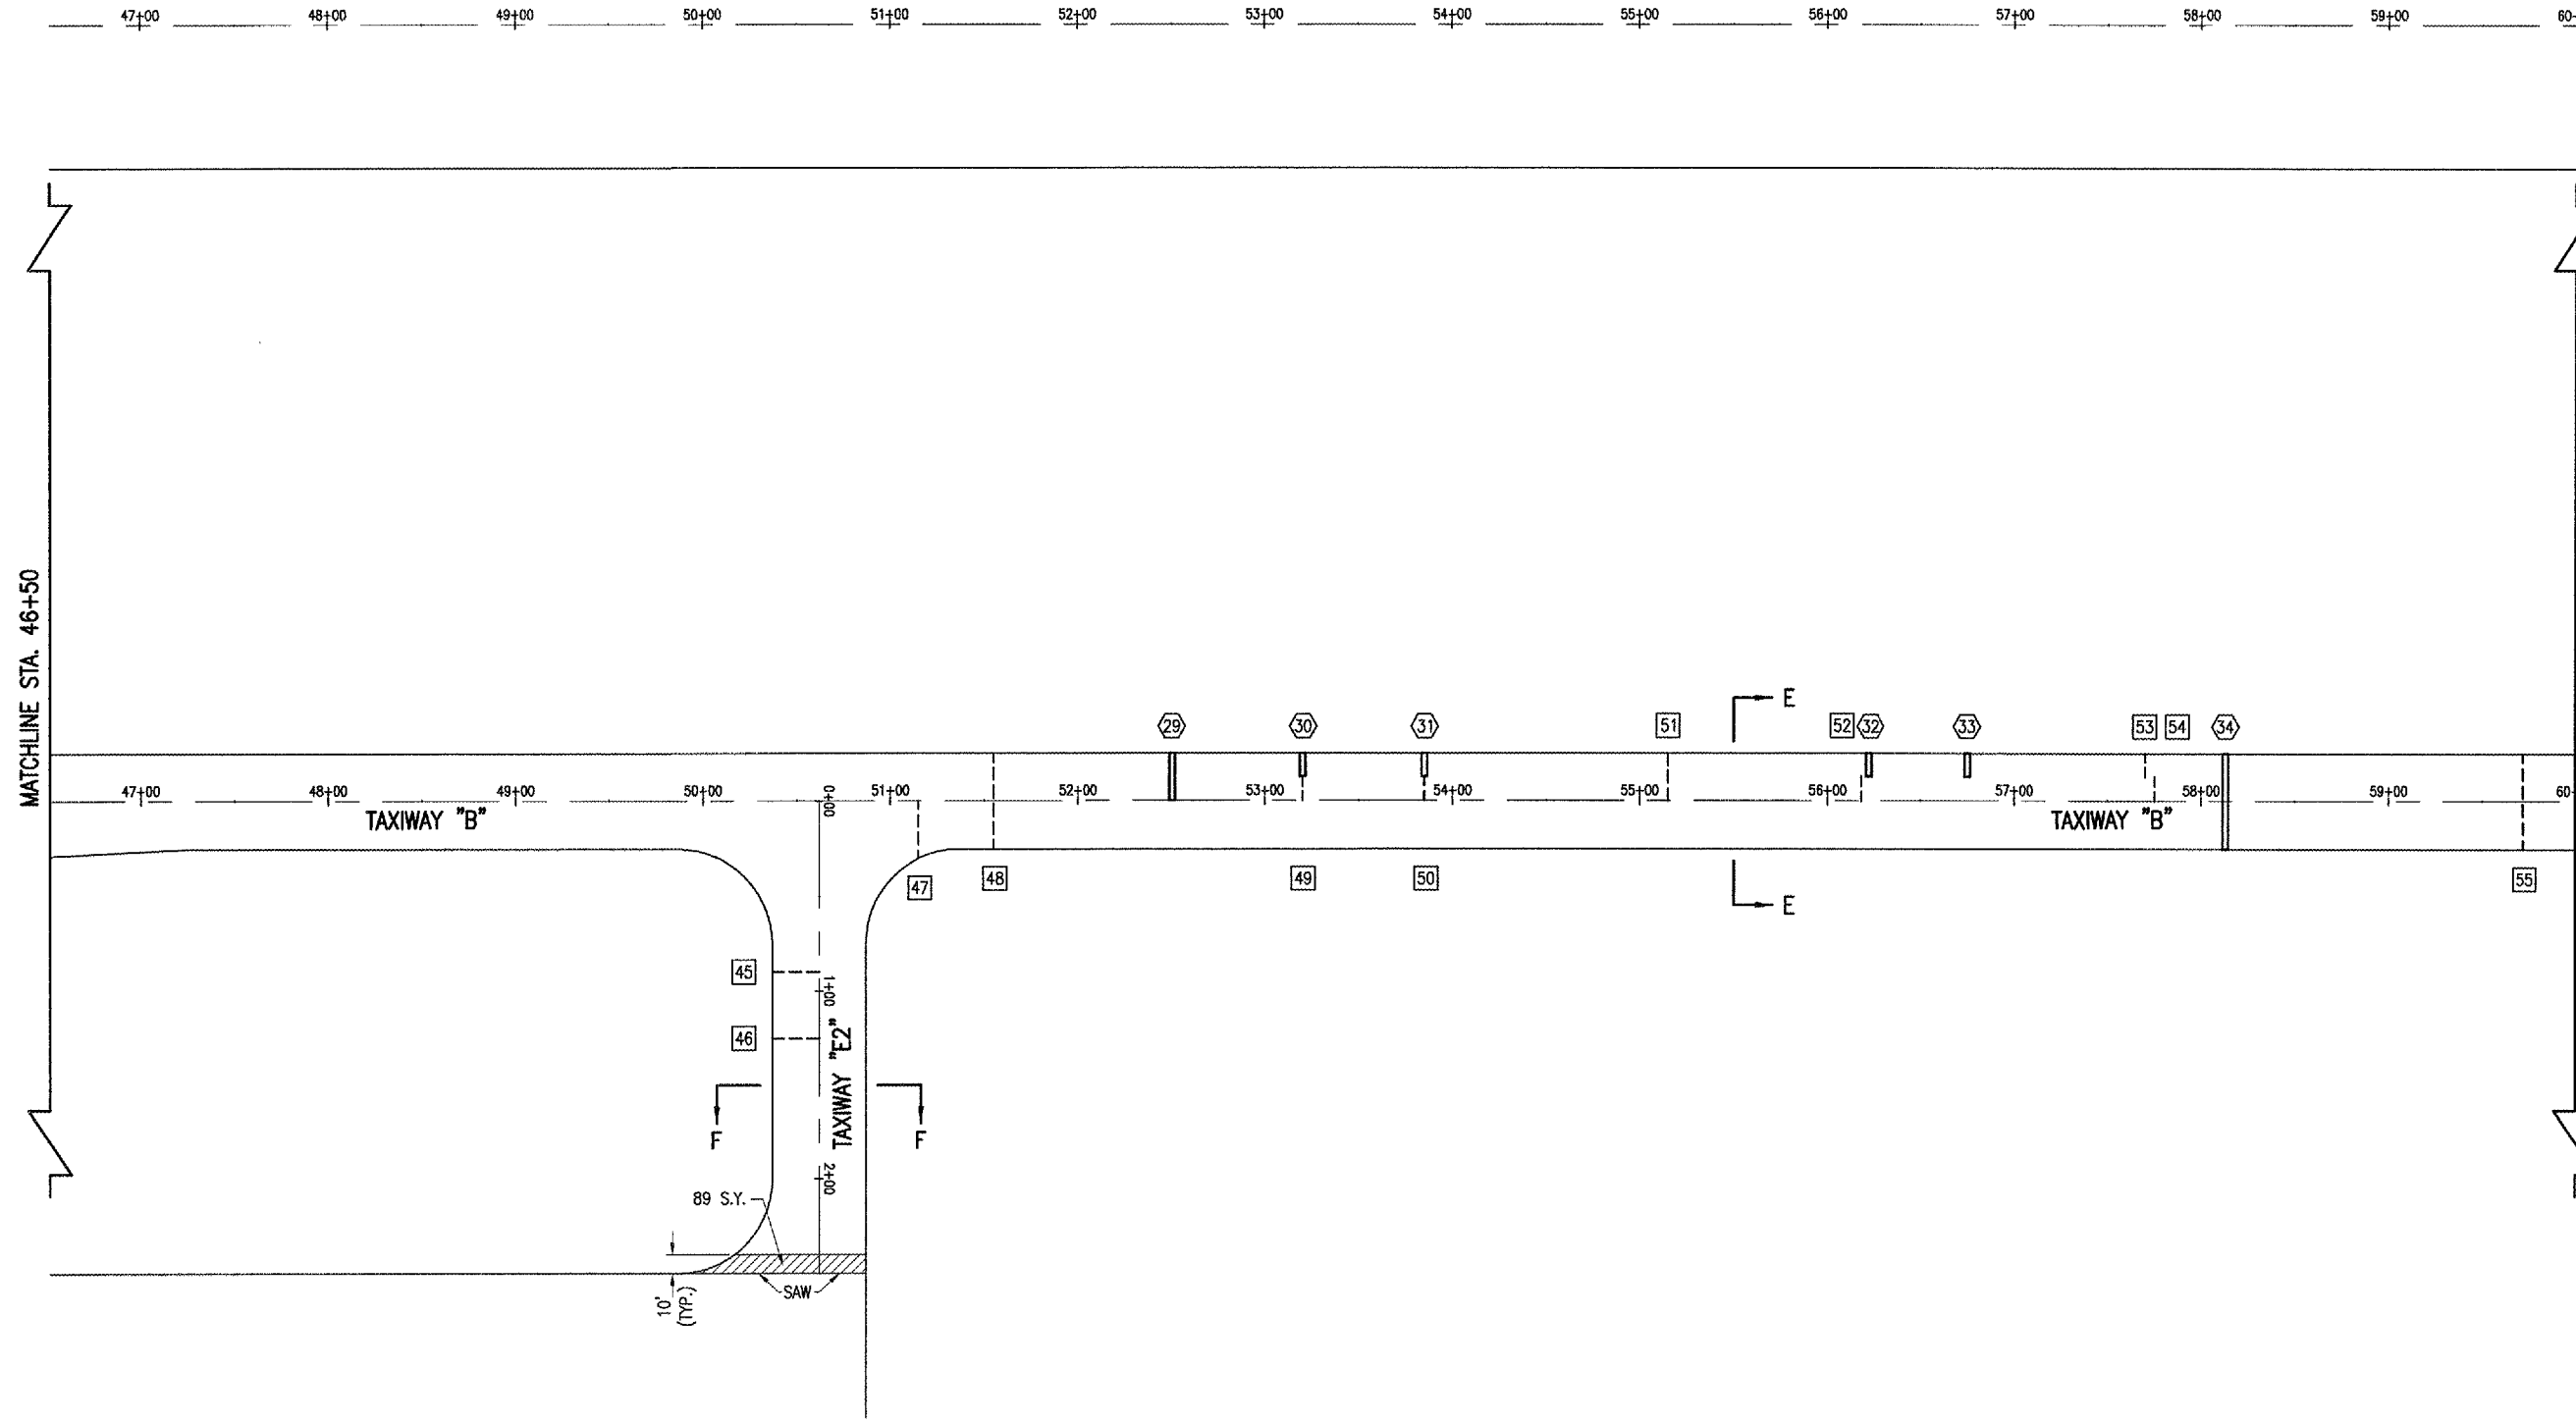 47+00 48+00 49+00 50+00 51+00 52+00 53+00 54+00 55+00 56+00 57+00 58+00 59+00 60+
MATCHLINE STA. 46+50
E
29 30 31 51 52 32 33 53 54 34
47+00 48+00 49+00 50+00 0+00 51+00 52+00 53+00 54+00 55+00 56+00 57+00 58+00 59+00 60+
TAXIWAY "B" TAXIWAY "B"
47 48 49 50 55
E
45
1+00
46
TAXIWAY "E2"
F F
2+00
89 S.Y.
SAW
10'
(TYP.)